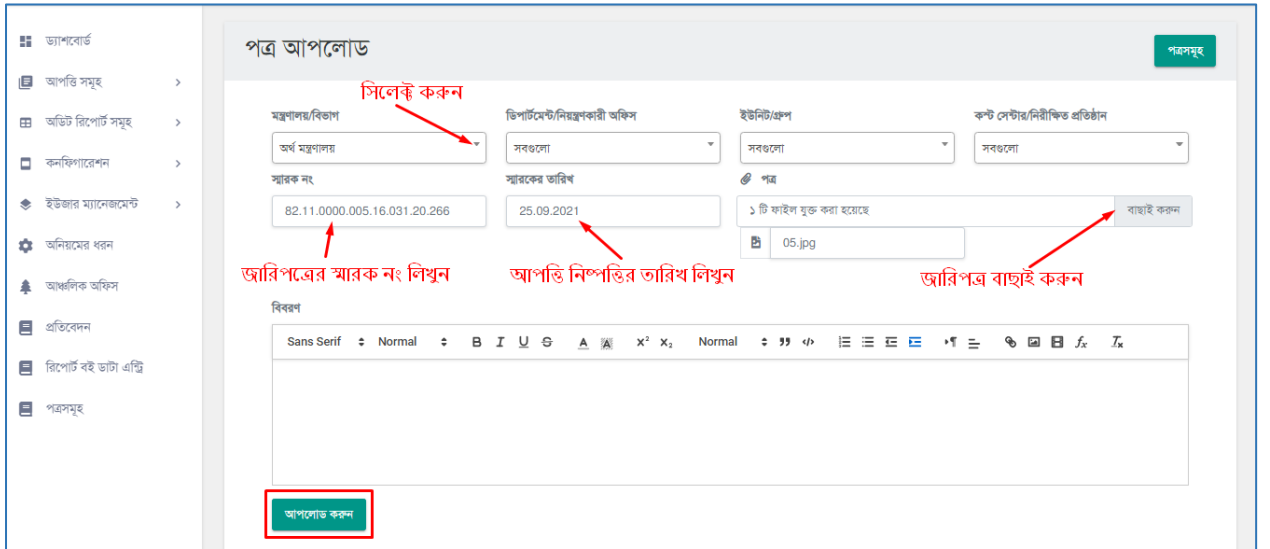 ড্যাশবোর্ড
আপত্তি সমূহ
অডিট রিপোর্ট সমূহ
কনফিগারেশন
ইউজার ম্যানেজমেন্ট
অনিয়মের ধরন
আঞ্চলিক অফিস
প্রতিবেদন
রিপোর্ট বই ডাটা এন্ট্রি
পত্রসমূহ
পত্র আপলোড
পত্রসমূহ
সিলেক্ট করুন
মন্ত্রণালয়/বিভাগ ডিপার্টমেন্ট/নিয়ন্ত্রণকারী অফিস ইউনিট/গ্রুপ কস্ট সেন্টার/নিরীক্ষিত প্রতিষ্ঠান
অর্থ মন্ত্রণালয় সবগুলো সবগুলো সবগুলো
স্মারক নং স্মারকের তারিখ পত্র
82.11.0000.005.16.031.20.266 25.09.2021 ১ টি ফাইল যুক্ত করা হয়েছে বাছাই করুন
05.jpg
জারিপত্রের স্মারক নং লিখুন আপত্তি নিষ্পত্তির তারিখ লিখুন জারিপত্র বাছাই করুন
বিবরণ
Sans Serif Normal B I U S A A X² X₂ Normal
আপলোড করুন